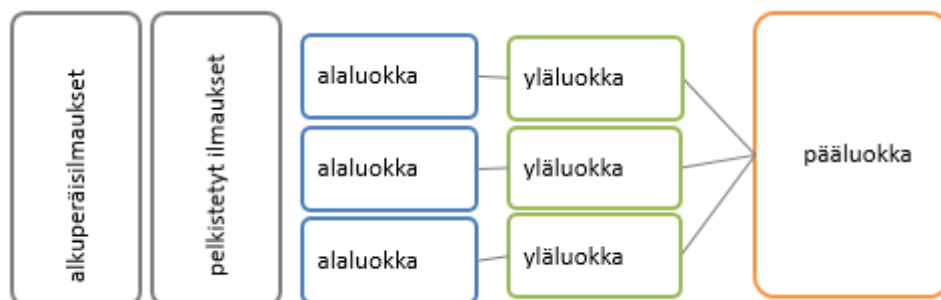 alkuperäisilmaukset
pelkistetyt ilmaukset
alaluokka
yläluokka
alaluokka
yläluokka
alaluokka
yläluokka
pääluokka